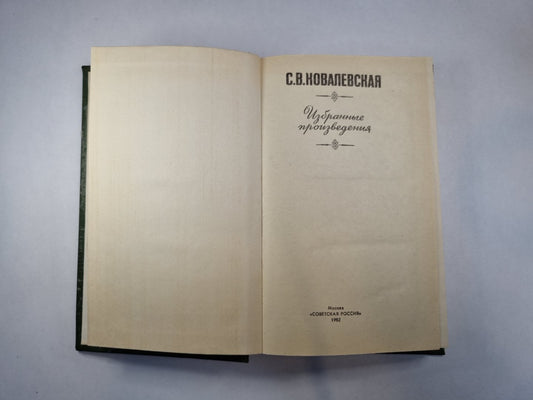 С.В.КОВАЛЕВСКАЯ
Избранные
произведения
Москва
«СОВЕТСКАЯ РОССИЯ»
1982